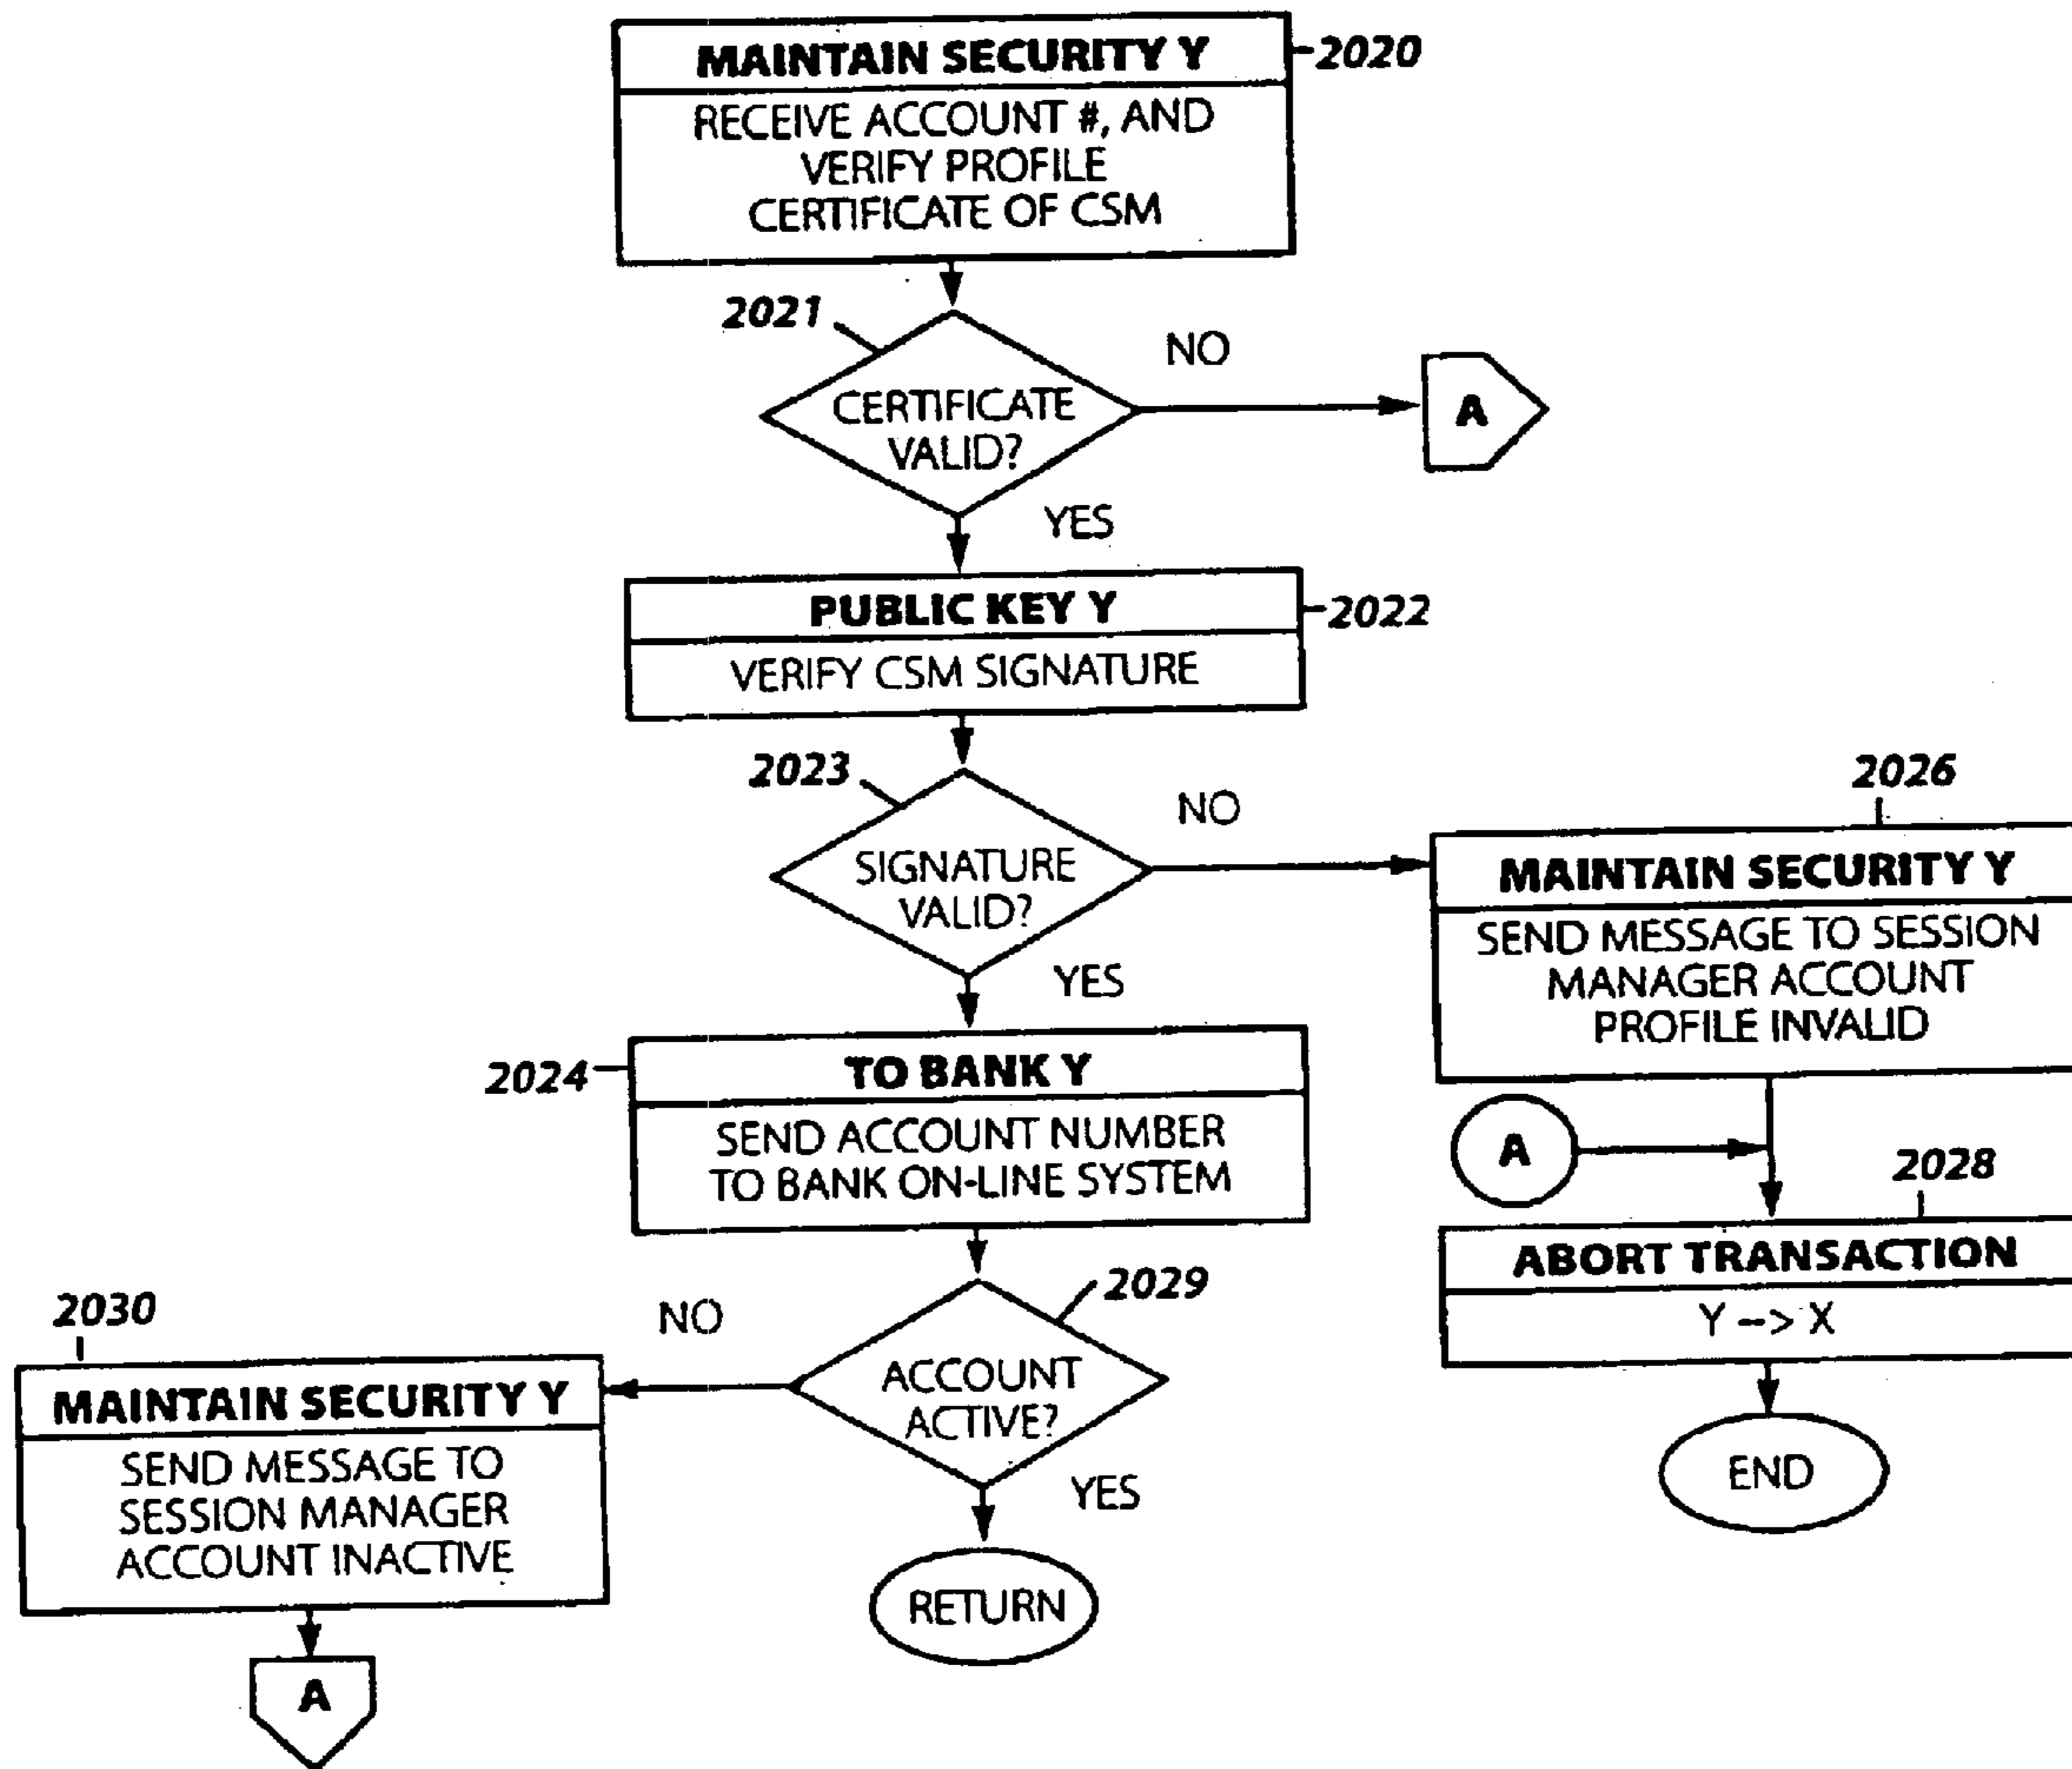 MAINTAIN SECURITY Y
2020
RECEIVE ACCOUNT #, AND
VERIFY PROFILE
CERTIFICATE OF CSM
2021
NO
CERTIFICATE
VALID?
A
YES
PUBLIC KEY Y
2022
VERIFY CSM SIGNATURE
2023
NO
SIGNATURE
VALID?
YES
2026
MAINTAIN SECURITY Y
SEND MESSAGE TO SESSION
MANAGER ACCOUNT
PROFILE INVALID
2024
TO BANK Y
SEND ACCOUNT NUMBER
TO BANK ON-LINE SYSTEM
A
2028
ABORT TRANSACTION
Y --> X
END
2029
NO
ACCOUNT
ACTIVE?
YES
RETURN
2030
MAINTAIN SECURITY Y
SEND MESSAGE TO
SESSION MANAGER
ACCOUNT INACTIVE
A